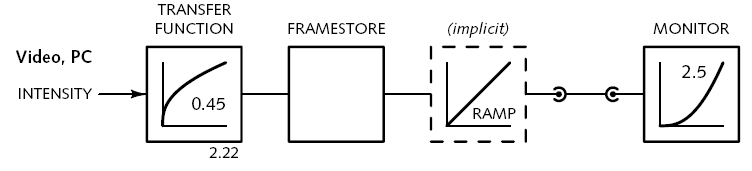 TRANSFER
FUNCTION
FRAMESTORE
(implicit)
MONITOR
Video, PC
INTENSITY
0.45
RAMP
2.5
2.22